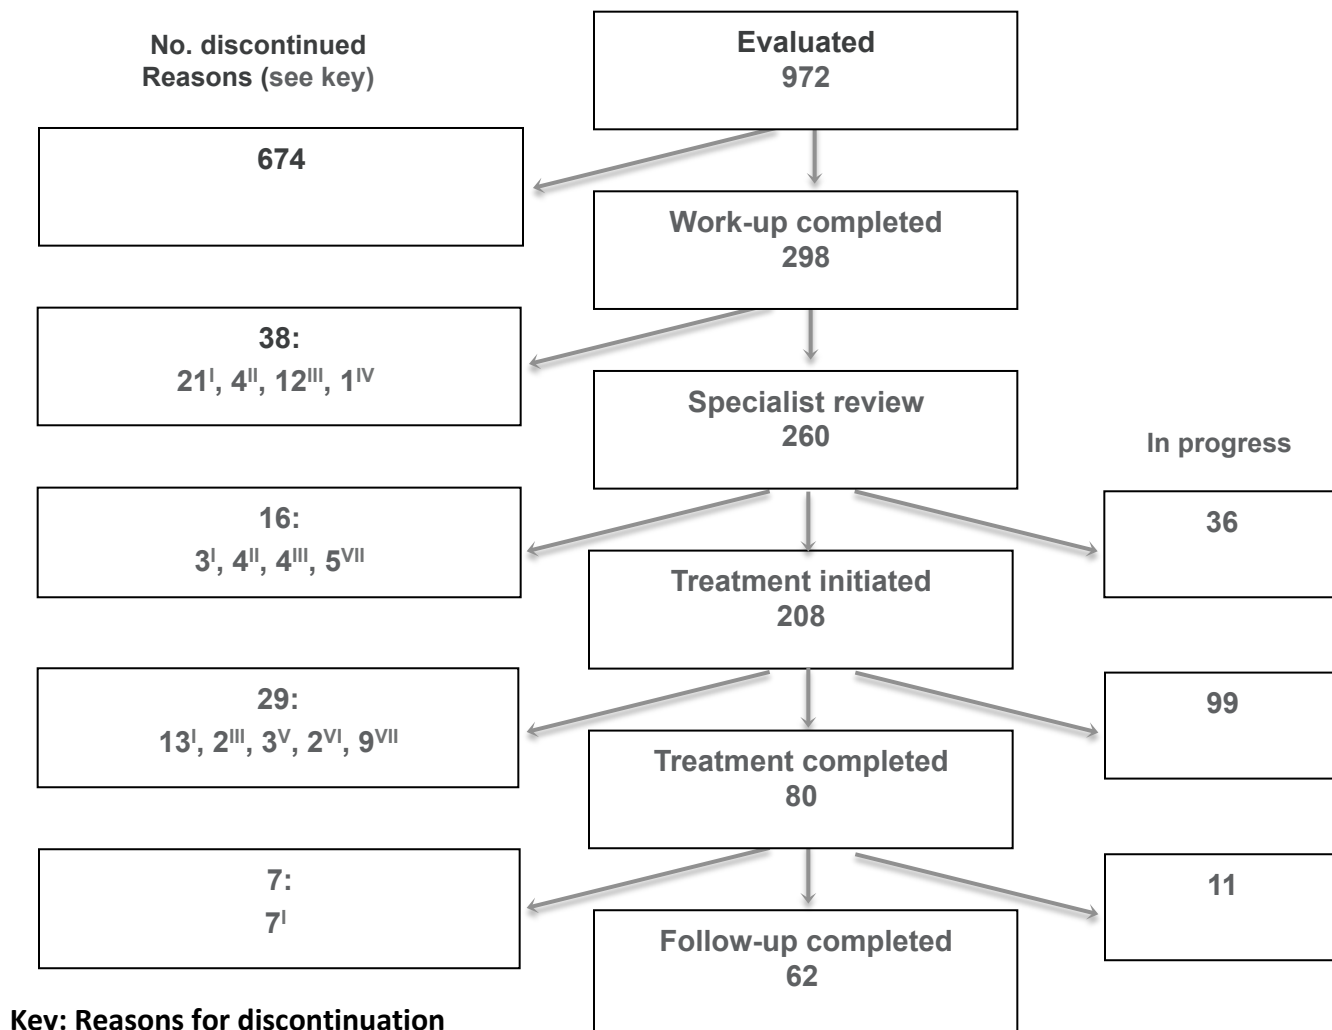 No. discontinued
Reasons (see key)
Evaluated
972
674
Work-up completed
298
38:
21ᴵ, 4ᴵᴵ, 12ᴵᴵᴵ, 1ᴵⱽ
Specialist review
260
In progress
16:
3ᴵ, 4ᴵᴵ, 4ᴵᴵᴵ, 5ⱽᴵᴵ
36
Treatment initiated
208
29:
13ᴵ, 2ᴵᴵᴵ, 3ⱽ, 2ⱽᴵ, 9ⱽᴵᴵ
99
Treatment completed
80
7:
7ᴵ
11
Follow-up completed
62
Key: Reasons for discontinuation